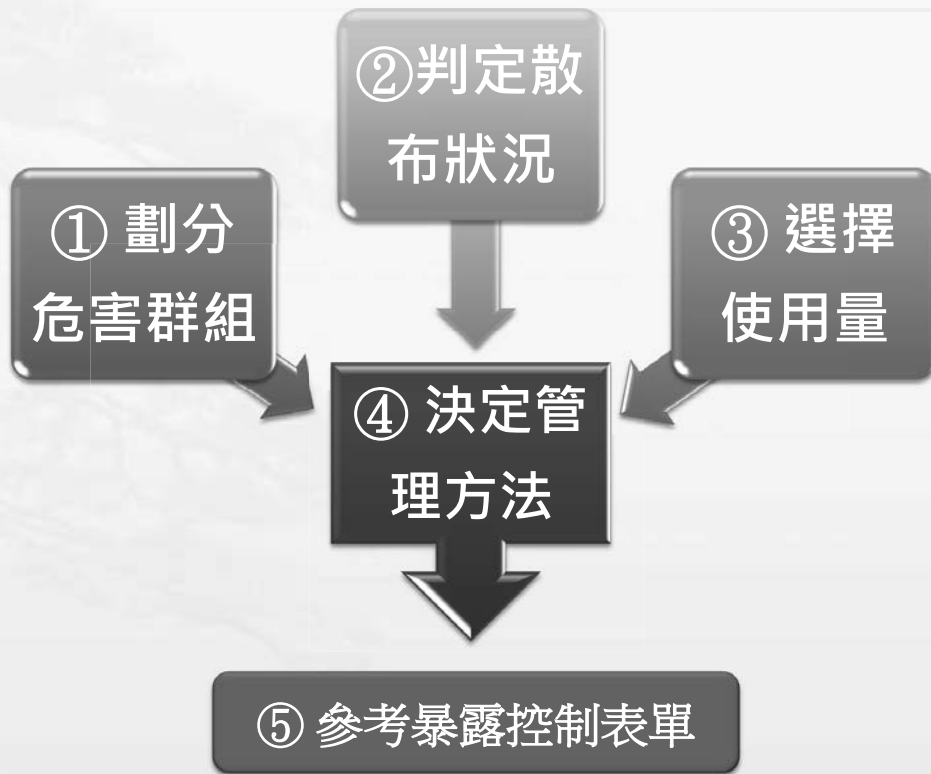 ① 劃分
危害群組
②判定散
布狀況
③ 選擇
使用量
④ 決定管
理方法
⑤ 參考暴露控制表單